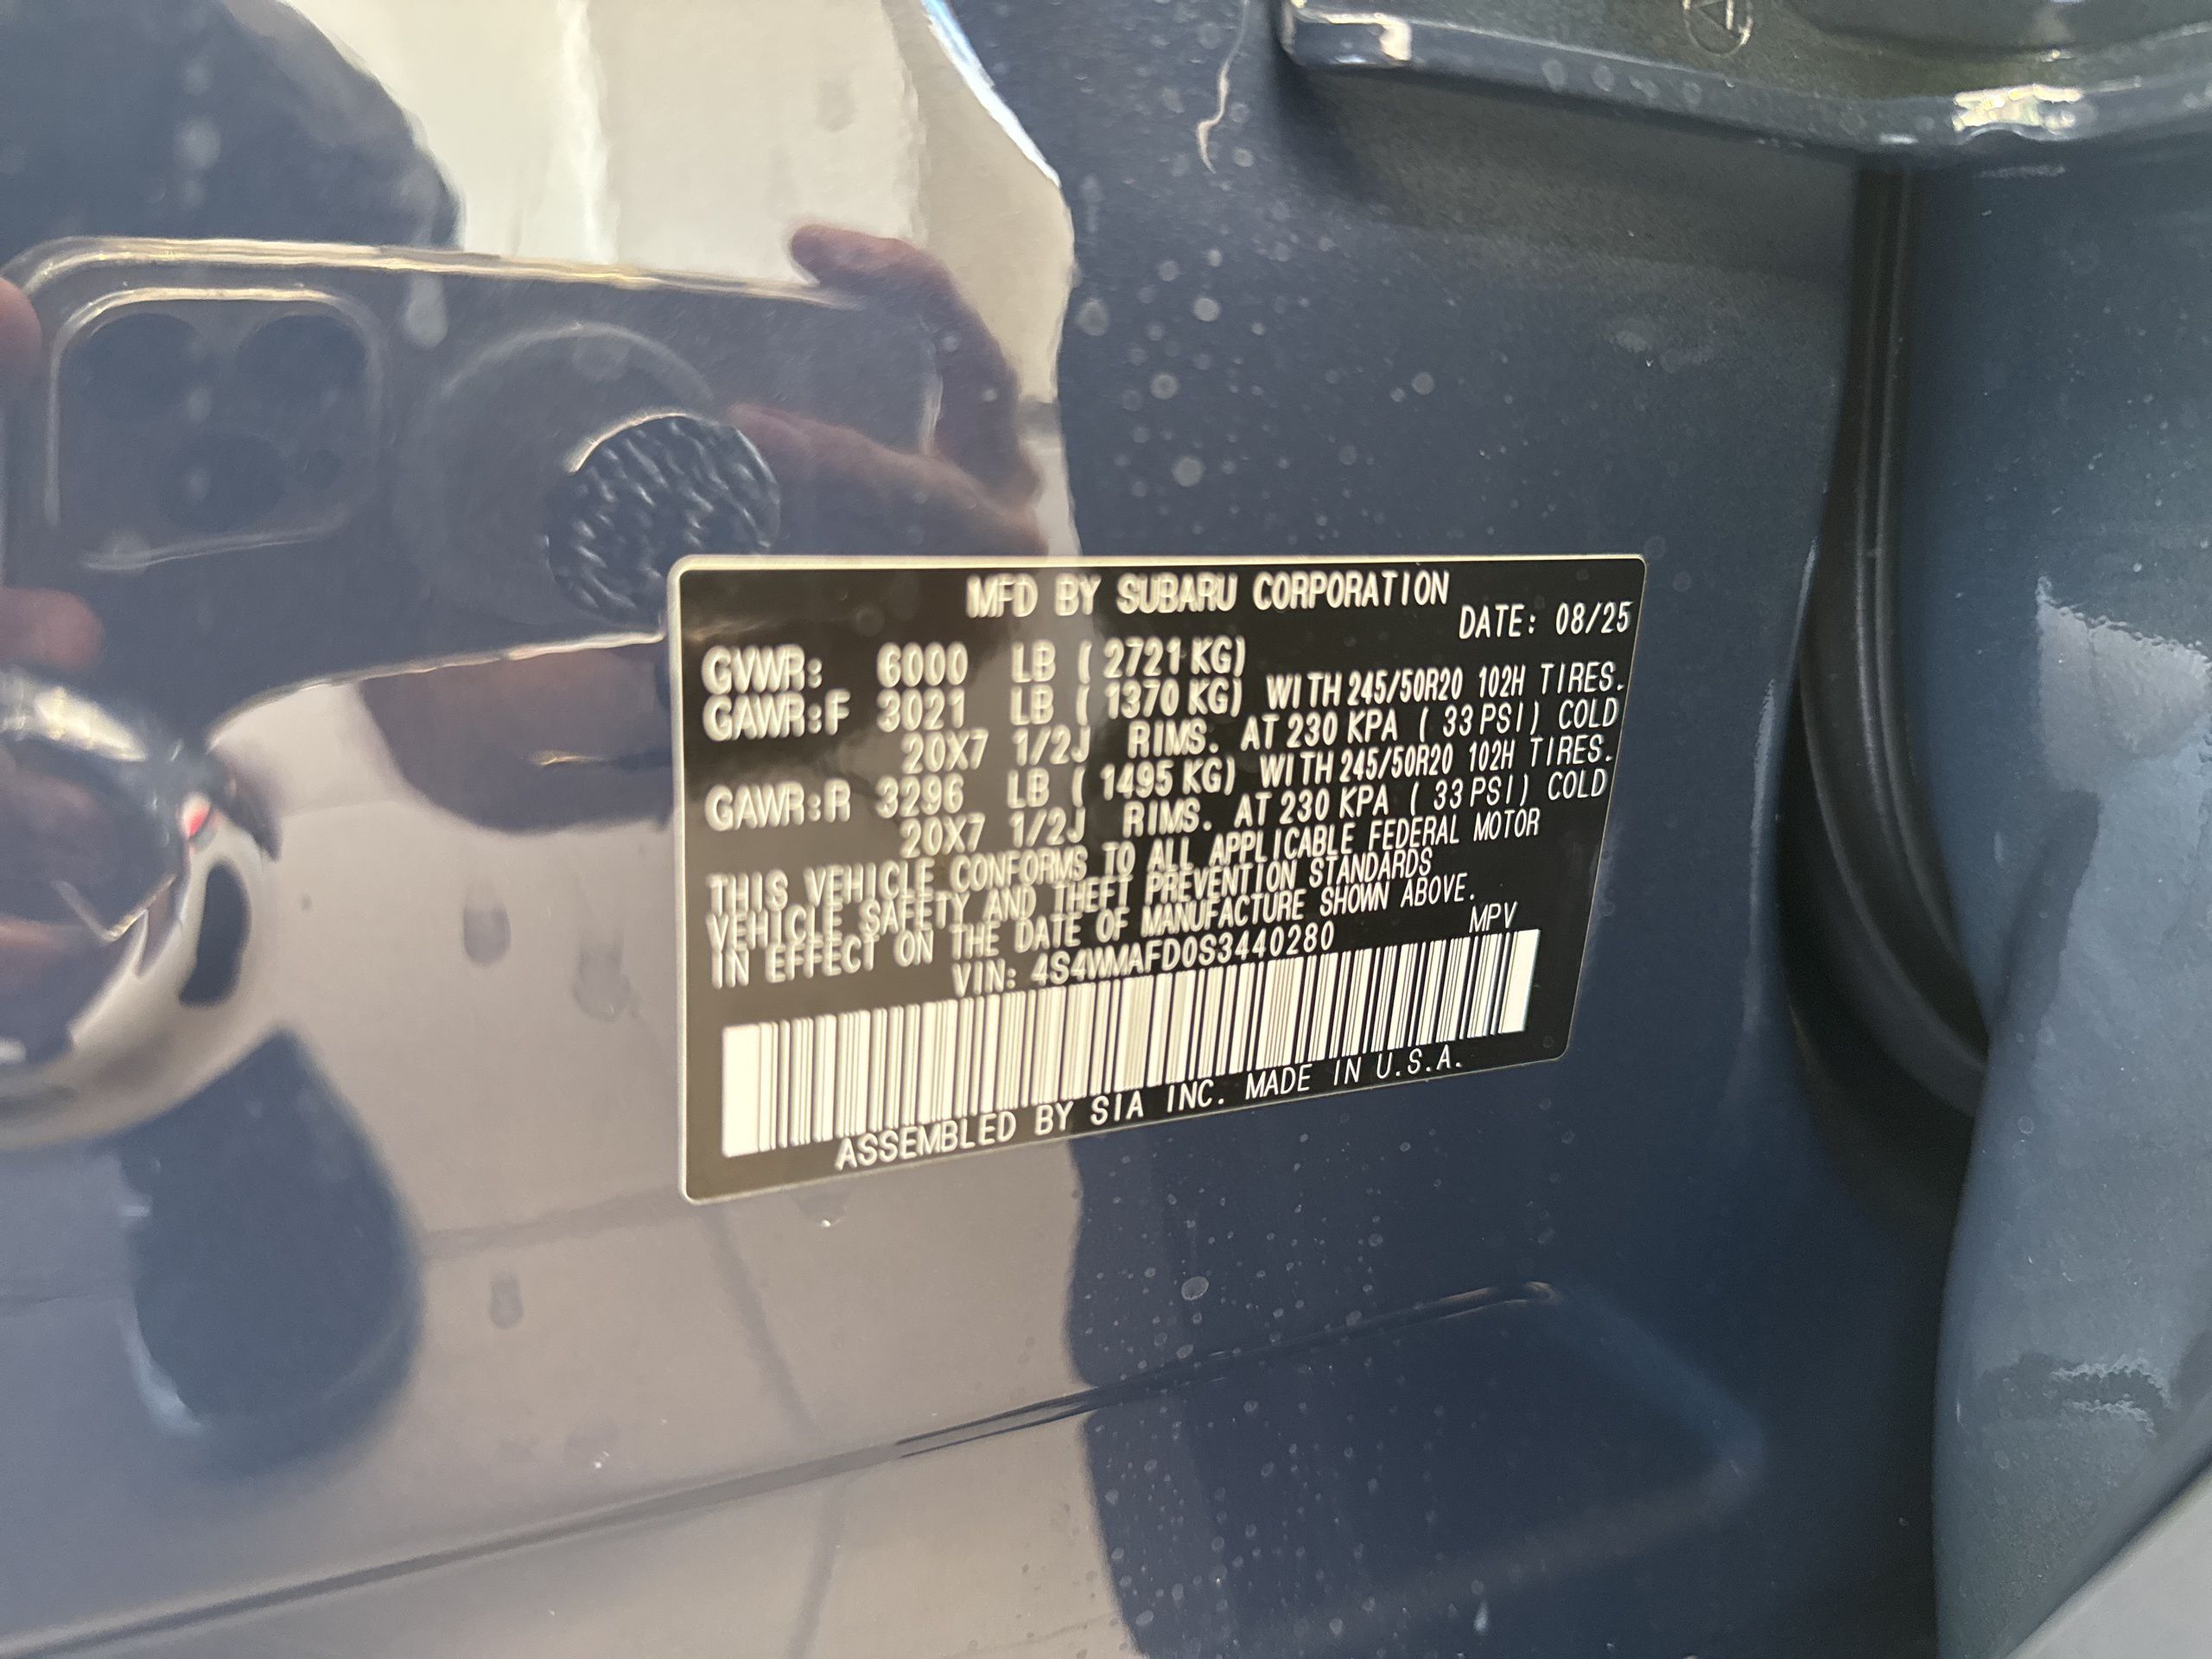 MFD BY SUBARU CORPORATION
DATE: 08/25
GVWR: 6000 LB ( 2721 KG)
GAWR:F 3021 LB ( 1370 KG) WITH 245/50R20 102H TIRES.
20X7 1/2J RIMS. AT 230 KPA ( 33 PSI) COLD
GAWR:R 3296 LB ( 1495 KG) WITH 245/50R20 102H TIRES.
20X7 1/2J RIMS. AT 230 KPA ( 33 PSI) COLD
THIS VEHICLE CONFORMS TO ALL APPLICABLE FEDERAL MOTOR
VEHICLE SAFETY AND THEFT PREVENTION STANDARDS
IN EFFECT ON THE DATE OF MANUFACTURE SHOWN ABOVE.
VIN: 4S4WMAFD0S3440280 MPV
ASSEMBLED BY SIA INC. MADE IN U.S.A.